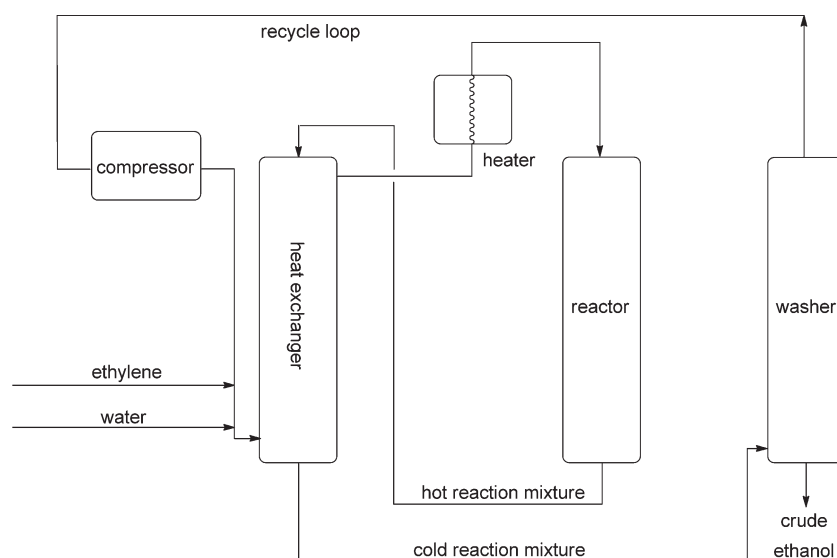 recycle loop
compressor
heater
heat exchanger
reactor
washer
ethylene
water
hot reaction mixture
crude
ethanol
cold reaction mixture